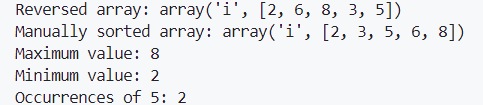 Reversed array: array('i', [2, 6, 8, 3, 5])
Manually sorted array: array('i', [2, 3, 5, 6, 8])
Maximum value: 8
Minimum value: 2
Occurrences of 5: 2